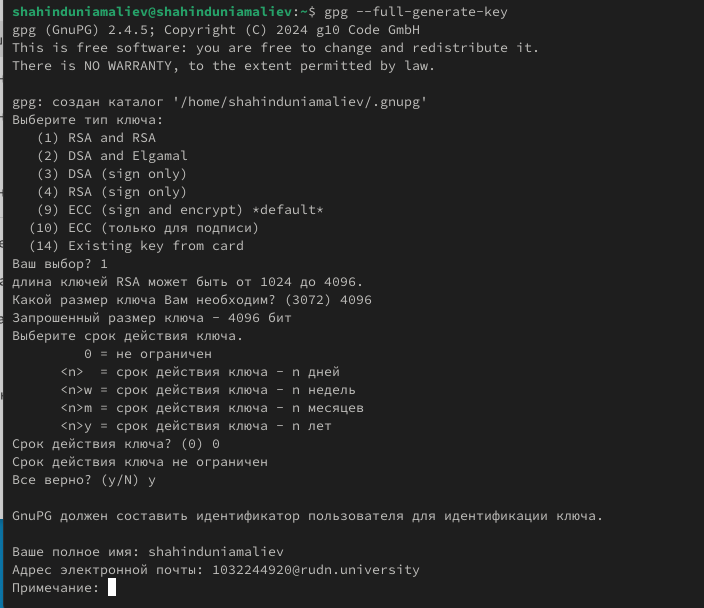 shahinduniamaliev@shahinduniamaliev:~$ gpg --full-generate-key
gpg (GnuPG) 2.4.5; Copyright (C) 2024 g10 Code GmbH
This is free software: you are free to change and redistribute it.
There is NO WARRANTY, to the extent permitted by law.

gpg: создан каталог '/home/shahinduniamaliev/.gnupg'
Выберите тип ключа:
   (1) RSA and RSA
   (2) DSA and Elgamal
   (3) DSA (sign only)
   (4) RSA (sign only)
   (9) ECC (sign and encrypt) *default*
  (10) ECC (только для подписи)
  (14) Existing key from card
Ваш выбор? 1
длина ключей RSA может быть от 1024 до 4096.
Какой размер ключа Вам необходим? (3072) 4096
Запрошенный размер ключа - 4096 бит
Выберите срок действия ключа.
         0 = не ограничен
      <n>  = срок действия ключа - n дней
      <n>w = срок действия ключа - n недель
      <n>m = срок действия ключа - n месяцев
      <n>y = срок действия ключа - n лет
Срок действия ключа? (0) 0
Срок действия ключа не ограничен
Все верно? (y/N) y

GnuPG должен составить идентификатор пользователя для идентификации ключа.

Ваше полное имя: shahinduniamaliev
Адрес электронной почты: 1032244920@rudn.university
Примечание: